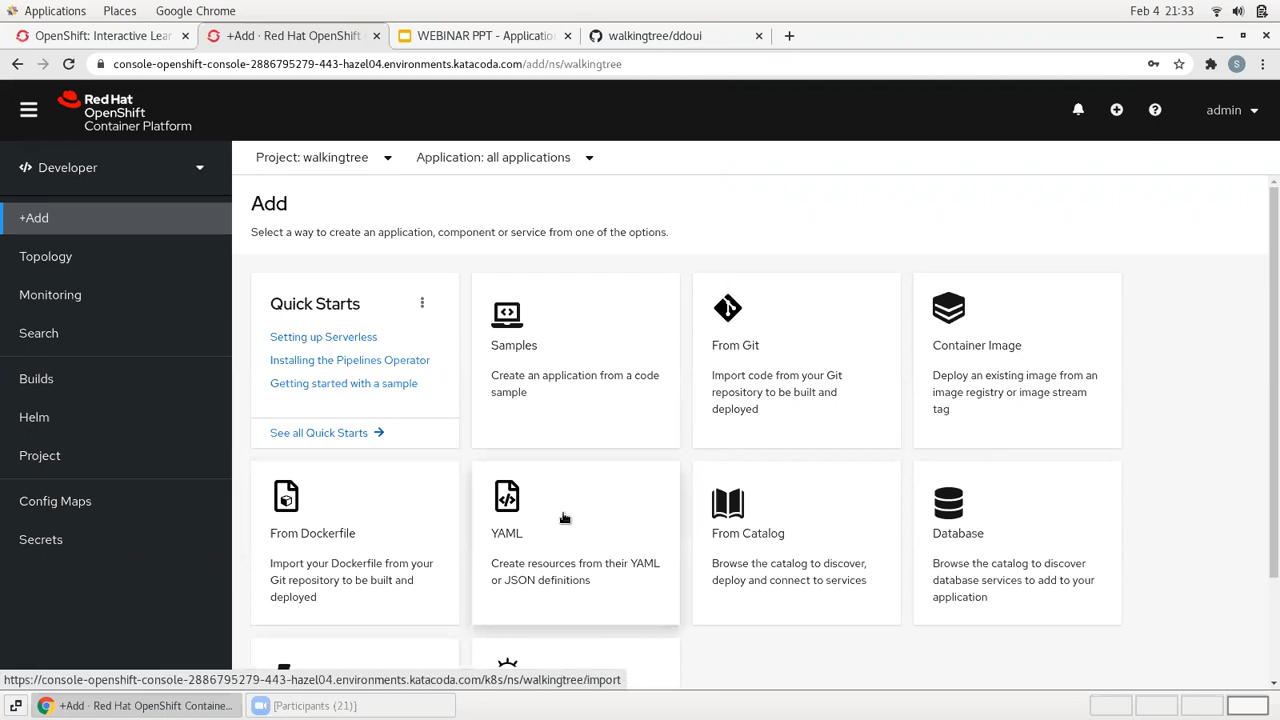 Applications Places Google Chrome Feb 4 21:33
OpenShift: Interactive Lea
+Add · Red Hat OpenShift
WEBINAR PPT - Applicatio
walkingtree/ddoui
console-openshift-console-2886795279-443-hazel04.environments.katacoda.com/add/ns/walkingtree
S
Red Hat
OpenShift
Container Platform
admin
Developer
+Add
Topology
Monitoring
Search
Builds
Helm
Project
Config Maps
Secrets
Project: walkingtree
Application: all applications
Add
Select a way to create an application, component or service from one of the options.
Quick Starts
Setting up Serverless
Installing the Pipelines Operator
Getting started with a sample
See all Quick Starts
Samples
Create an application from a code
sample
From Git
Import code from your Git
repository to be built and
deployed
Container Image
Deploy an existing image from an
image registry or image stream
tag
From Dockerfile
Import your Dockerfile from your
Git repository to be built and
deployed
YAML
Create resources from their YAML
or JSON definitions
From Catalog
Browse the catalog to discover,
deploy and connect to services
Database
Browse the catalog to discover
database services to add to your
application
https://console-openshift-console-2886795279-443-hazel04.environments.katacoda.com/k8s/ns/walkingtree/import
+Add · Red Hat OpenShift Containe...
[Participants (21)]